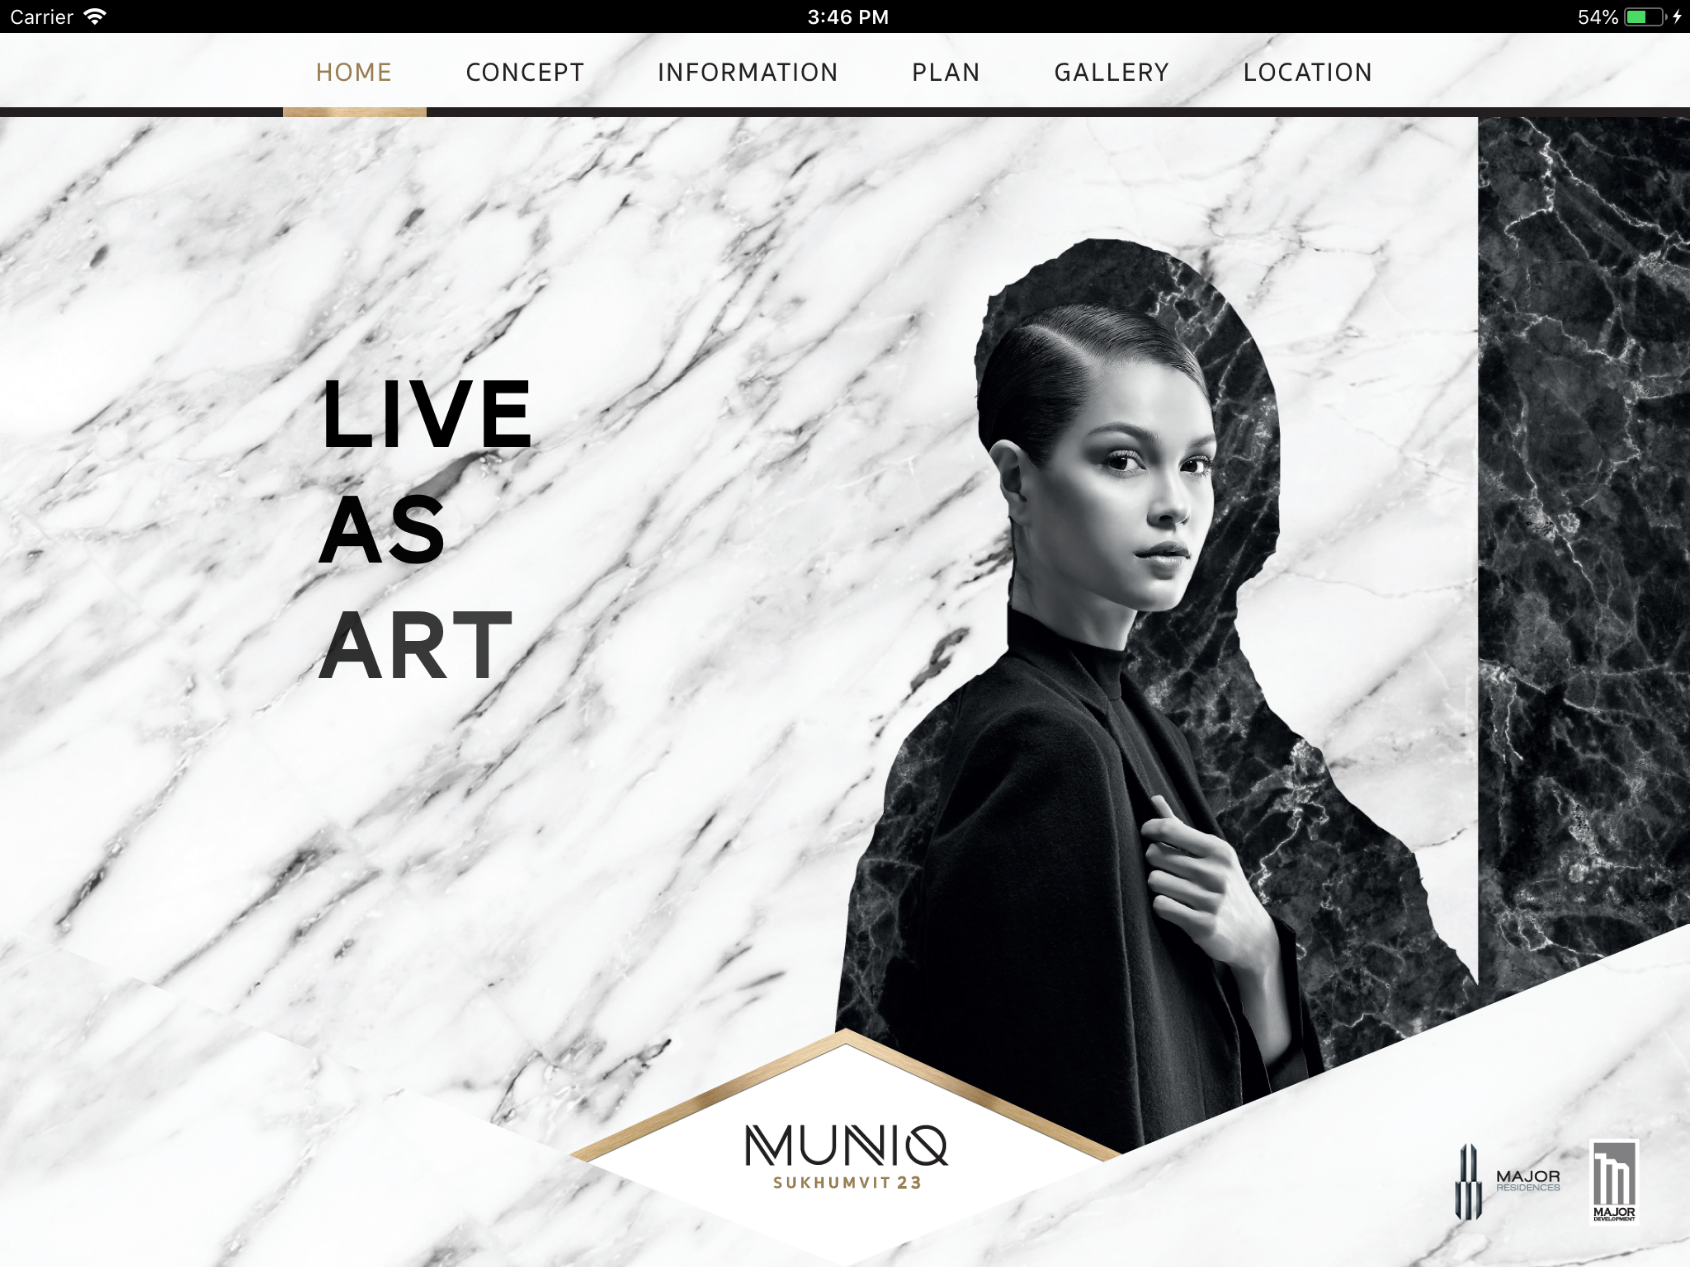 Carrier 3:46 PM 54%
HOME CONCEPT INFORMATION PLAN GALLERY LOCATION
LIVE
AS
ART
MUNIQ
SUKHUMVIT 23
MAJOR
RESIDENCES
MAJOR
DEVELOPMENT